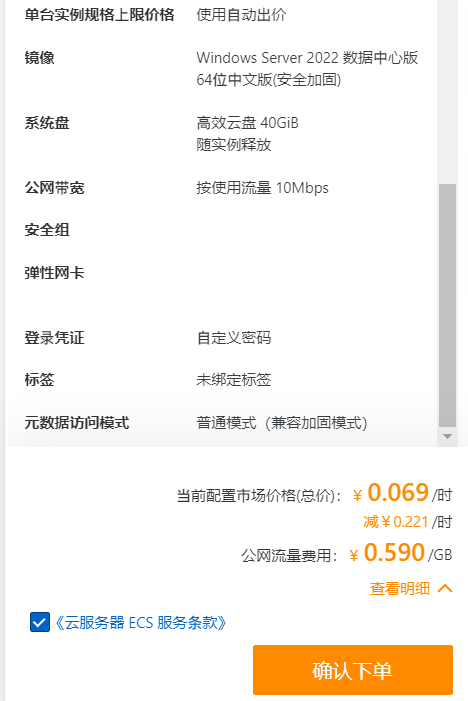 单台实例规格上限价格 使用自动出价
镜像 Windows Server 2022 数据中心版
64位中文版(安全加固)
系统盘 高效云盘 40GiB
随实例释放
公网带宽 按使用流量 10Mbps
安全组
弹性网卡
登录凭证 自定义密码
标签 未绑定标签
元数据访问模式 普通模式（兼容加固模式）
当前配置市场价格(总价)： ¥ 0.069 /时
减￥0.221 /时
公网流量费用： ¥ 0.590 /GB
查看明细
《云服务器 ECS 服务条款》
确认下单